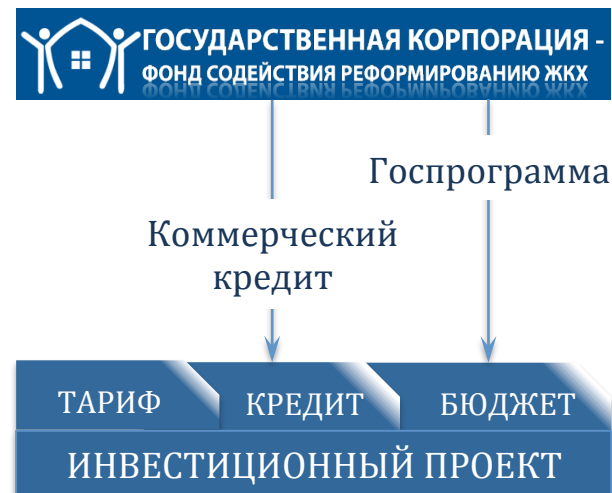 ГОСУДАРСТВЕННАЯ КОРПОРАЦИЯ -
ФОНД СОДЕЙСТВИЯ РЕФОРМИРОВАНИЮ ЖКХ
Госпрограмма
Коммерческий
кредит
ТАРИФ КРЕДИТ БЮДЖЕТ
ИНВЕСТИЦИОННЫЙ ПРОЕКТ